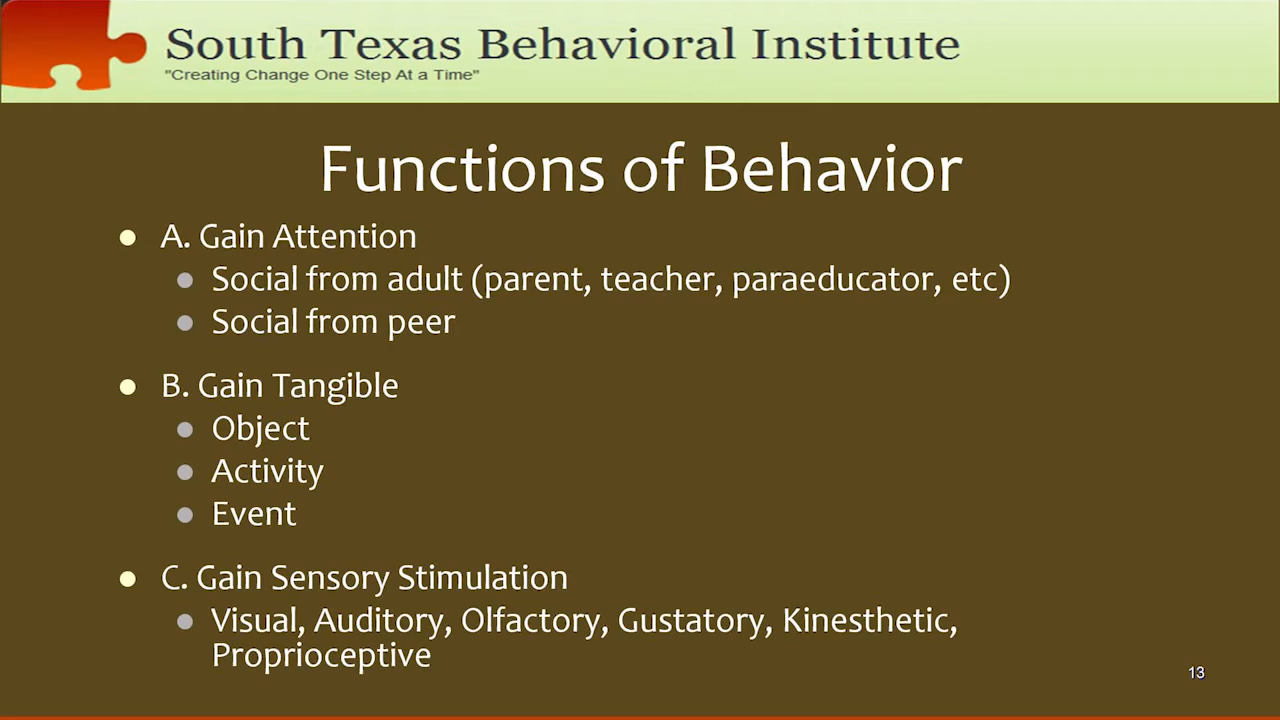 South Texas Behavioral Institute
"Creating Change One Step At a Time"
Functions of Behavior
A. Gain Attention
Social from adult (parent, teacher, paraeducator, etc)
Social from peer
B. Gain Tangible
Object
Activity
Event
C. Gain Sensory Stimulation
Visual, Auditory, Olfactory, Gustatory, Kinesthetic,
Proprioceptive
13